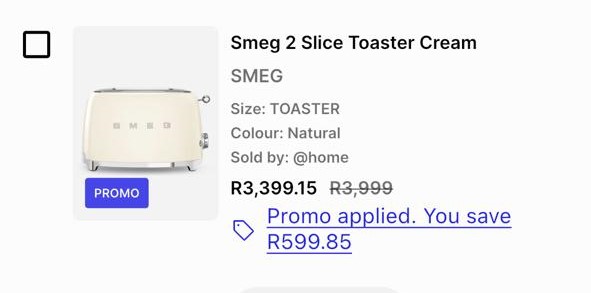 Smeg 2 Slice Toaster Cream
SMEG
Size: TOASTER
Colour: Natural
Sold by: @home
SMEG
PROMO
R3,399.15 R3,999
Promo applied. You save
R599.85